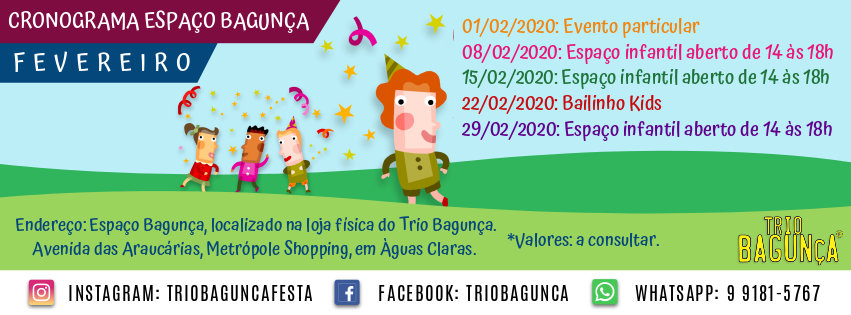 CRONOGRAMA ESPAÇO BAGUNÇA
FEVEREIRO
01/02/2020: Evento particular
08/02/2020: Espaço infantil aberto de 14 às 18h
15/02/2020: Espaço infantil aberto de 14 às 18h
22/02/2020: Bailinho Kids
29/02/2020: Espaço infantil aberto de 14 às 18h
Endereço: Espaço Bagunça, localizado na loja física do Trio Bagunça.
Avenida das Araucárias, Metrópole Shopping, em Àguas Claras.
*Valores: a consultar.
TRIO
BAGUNÇA
INSTAGRAM: TRIOBAGUNCAFESTA
FACEBOOK: TRIOBAGUNCA
WHATSAPP: 9 9181-5767